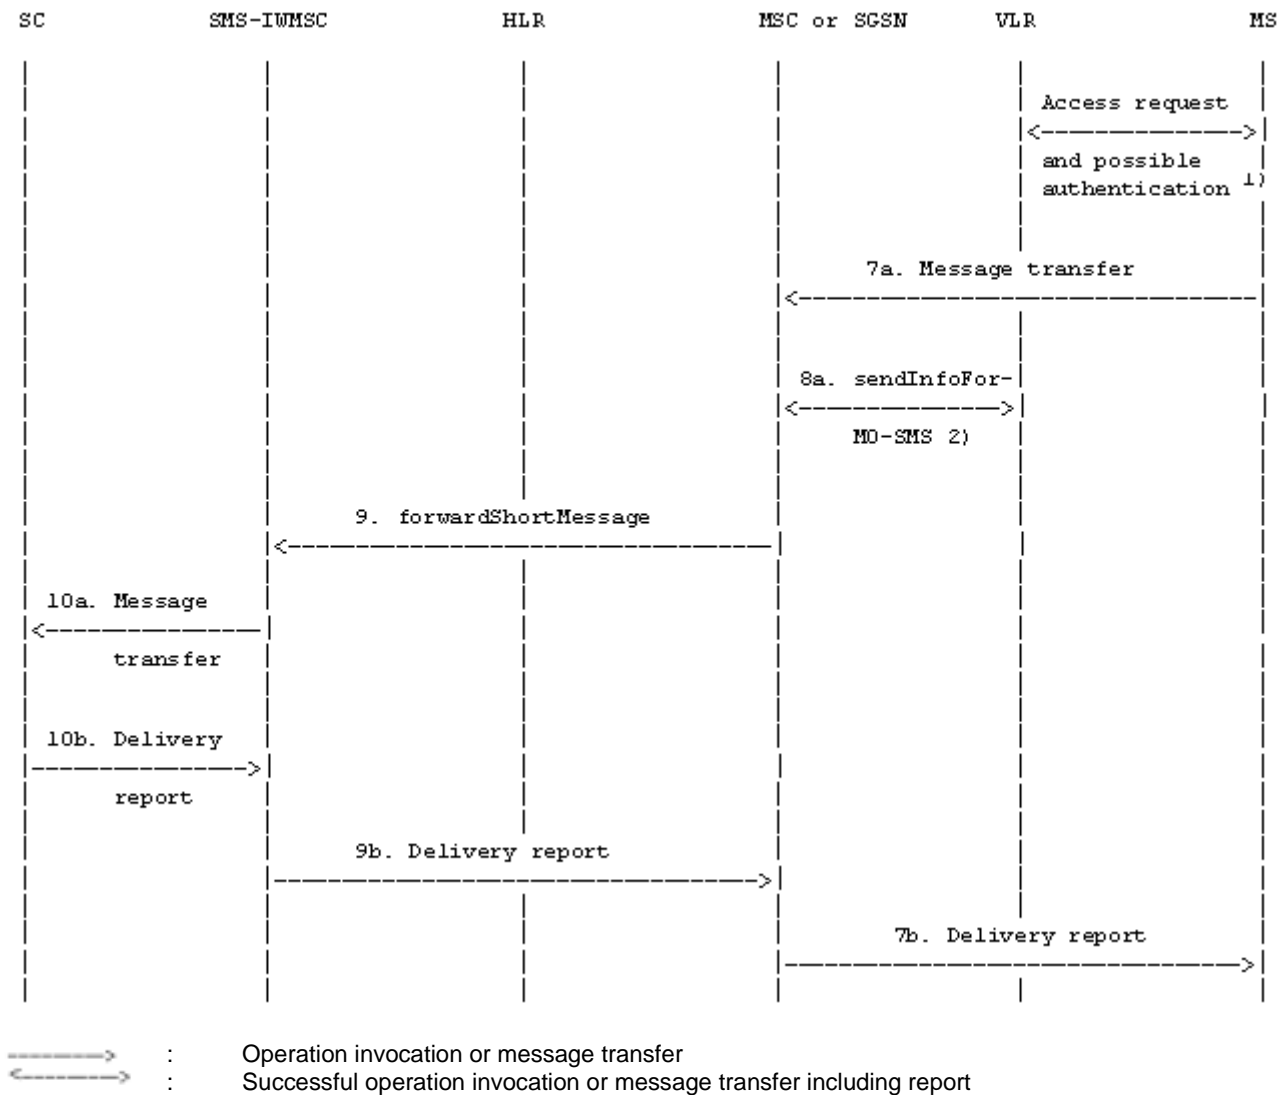 SC SMS-IWMSC HLR MSC or SGSN VLR MS
Access request
and possible
authentication 1)
7a. Message transfer
8a. sendInfoFor-
MO-SMS 2)
9. forwardShortMessage
10a. Message
transfer
10b. Delivery
report
9b. Delivery report
7b. Delivery report
: Operation invocation or message transfer
: Successful operation invocation or message transfer including report